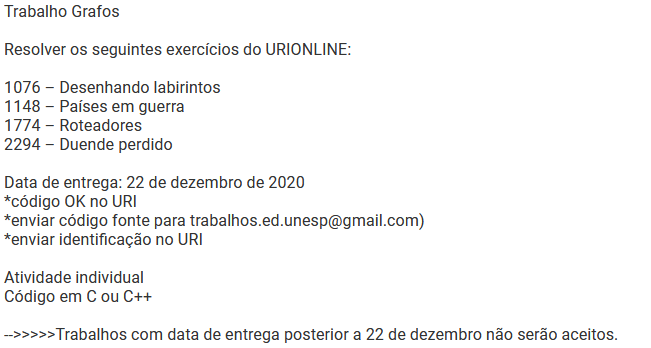 Trabalho Grafos
Resolver os seguintes exercícios do URIONLINE:
1076 – Desenhando labirintos
1148 – Países em guerra
1774 – Roteadores
2294 – Duende perdido
Data de entrega: 22 de dezembro de 2020
*código OK no URI
*enviar código fonte para trabalhos.ed.unesp@gmail.com)
*enviar identificação no URI
Atividade individual
Código em C ou C++
-->>>>>Trabalhos com data de entrega posterior a 22 de dezembro não serão aceitos.